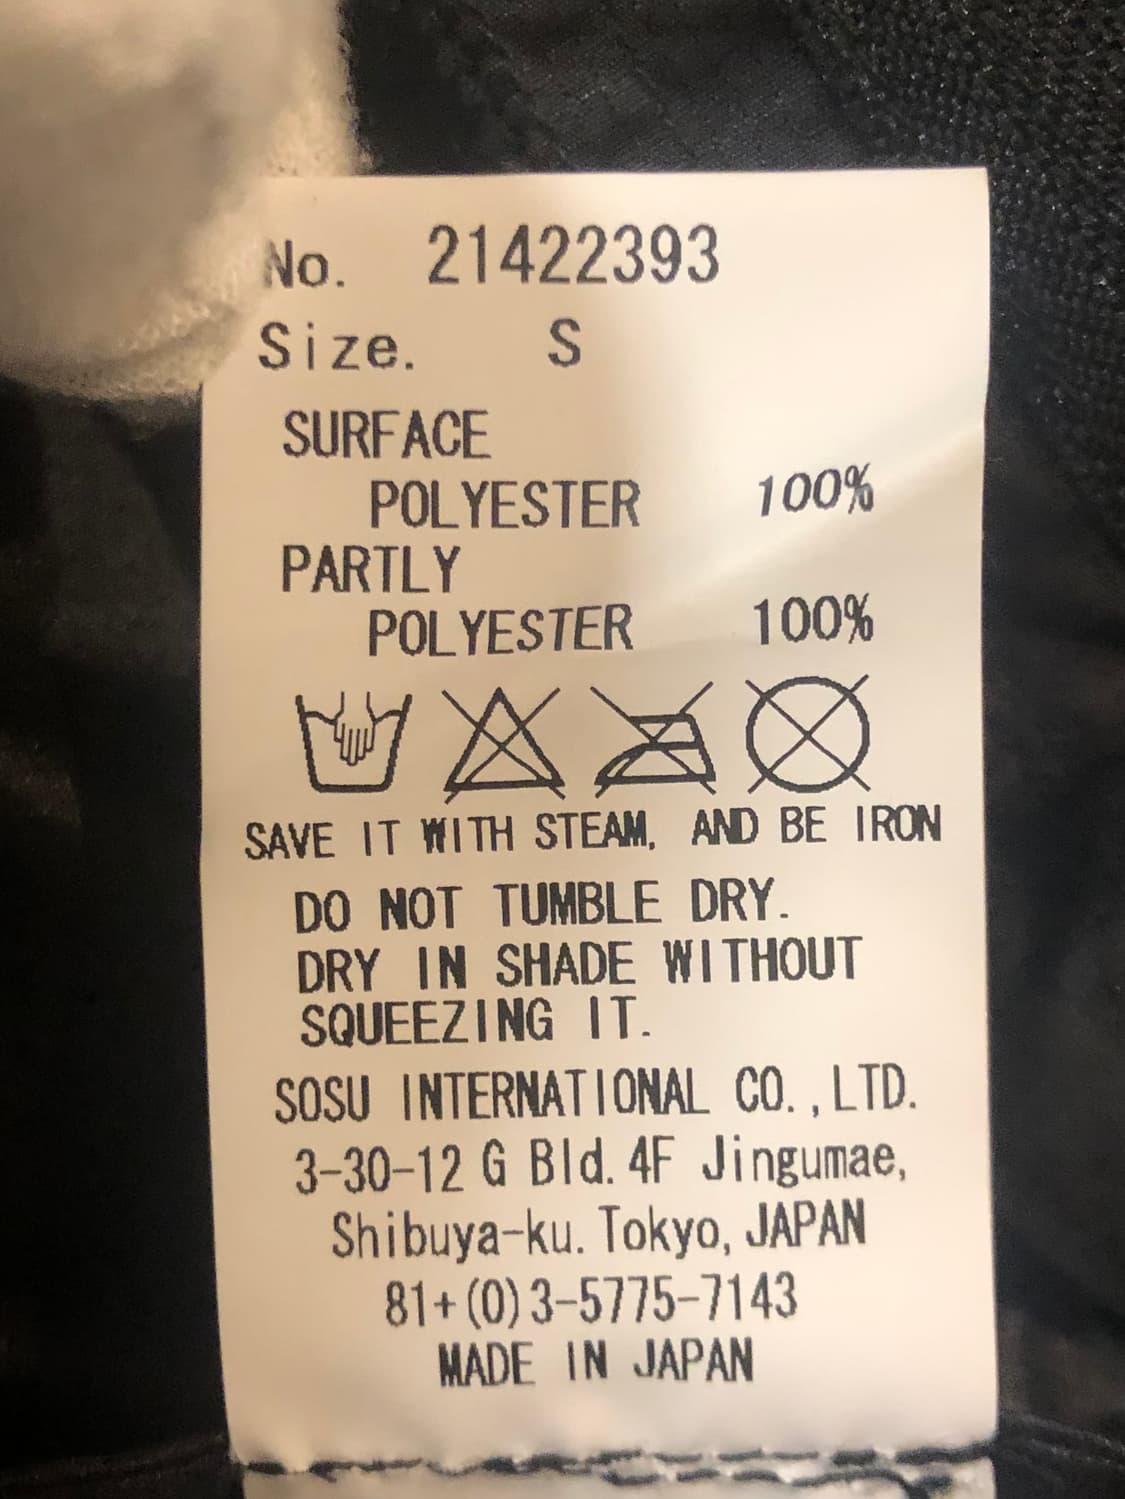 No. 21422393
Size. S
SURFACE
POLYESTER 100%
PARTLY
POLYESTER 100%
SAVE IT WITH STEAM, AND BE IRON
DO NOT TUMBLE DRY.
DRY IN SHADE WITHOUT
SQUEEZING IT.
SOSU INTERNATIONAL CO.,LTD.
3-30-12 G Bld. 4F Jingumae,
Shibuya-ku. Tokyo, JAPAN
81+(0)3-5775-7143
MADE IN JAPAN